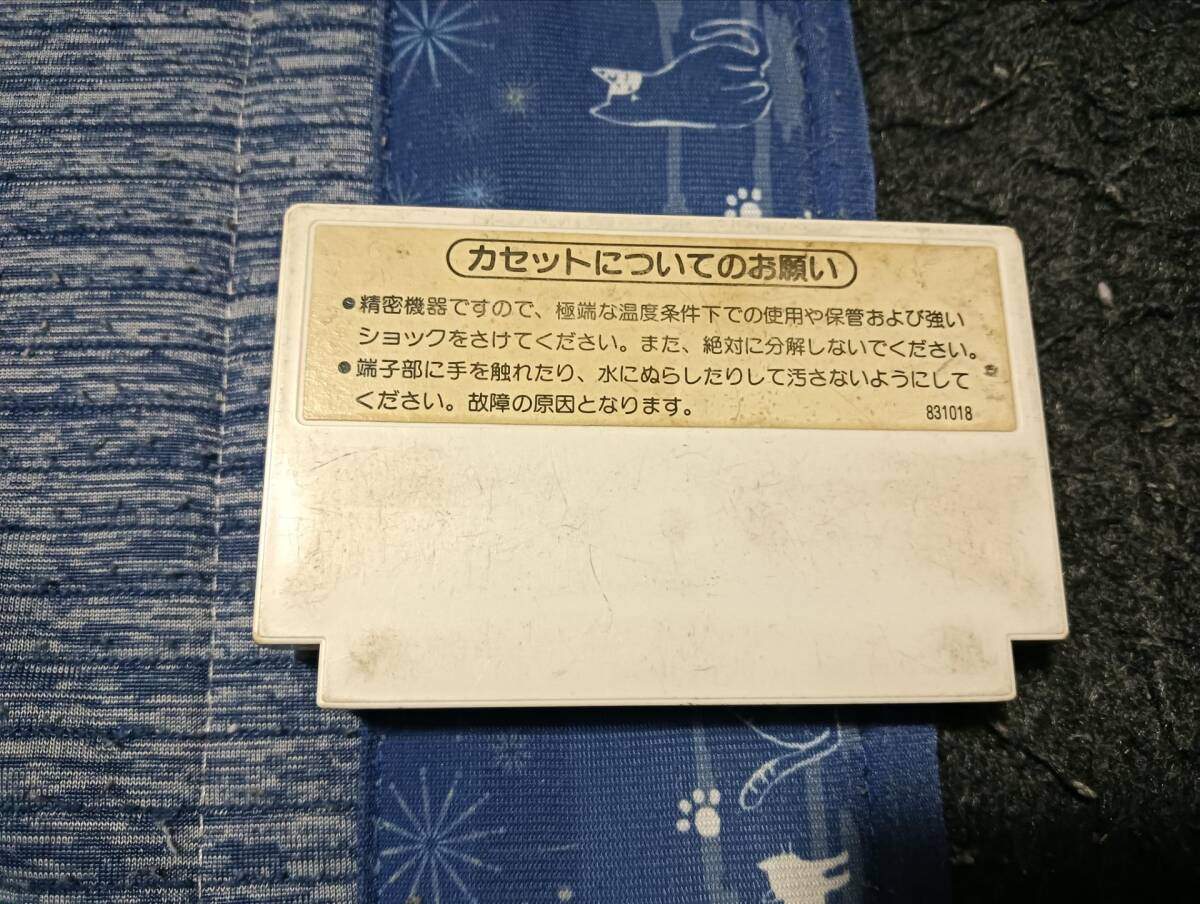 カセットについてのお願い
●精密機器ですので、極端な温度条件下での使用や保管および強い
ショックをさけてください。また、絶対に分解しないでください。
●端子部に手を触れたり、水にぬらしたりして汚さないようにして
ください。故障の原因となります。
831018